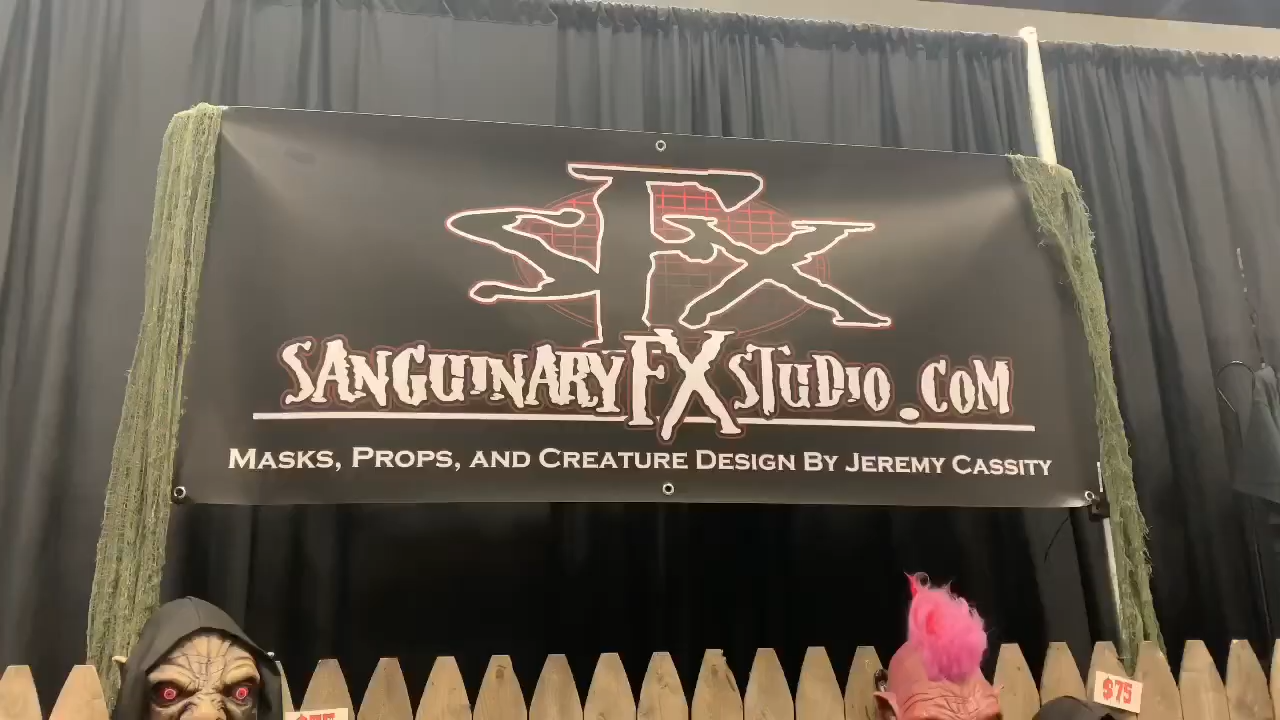 SFX
SANGUINARYFXSTUDIO.COM
MASKS, PROPS, AND CREATURE DESIGN BY JEREMY CASSITY
$75